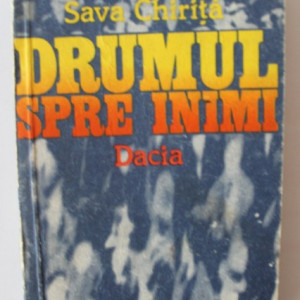 Sava Chiriță
DRUMUL
SPRE INIMI
Dacia